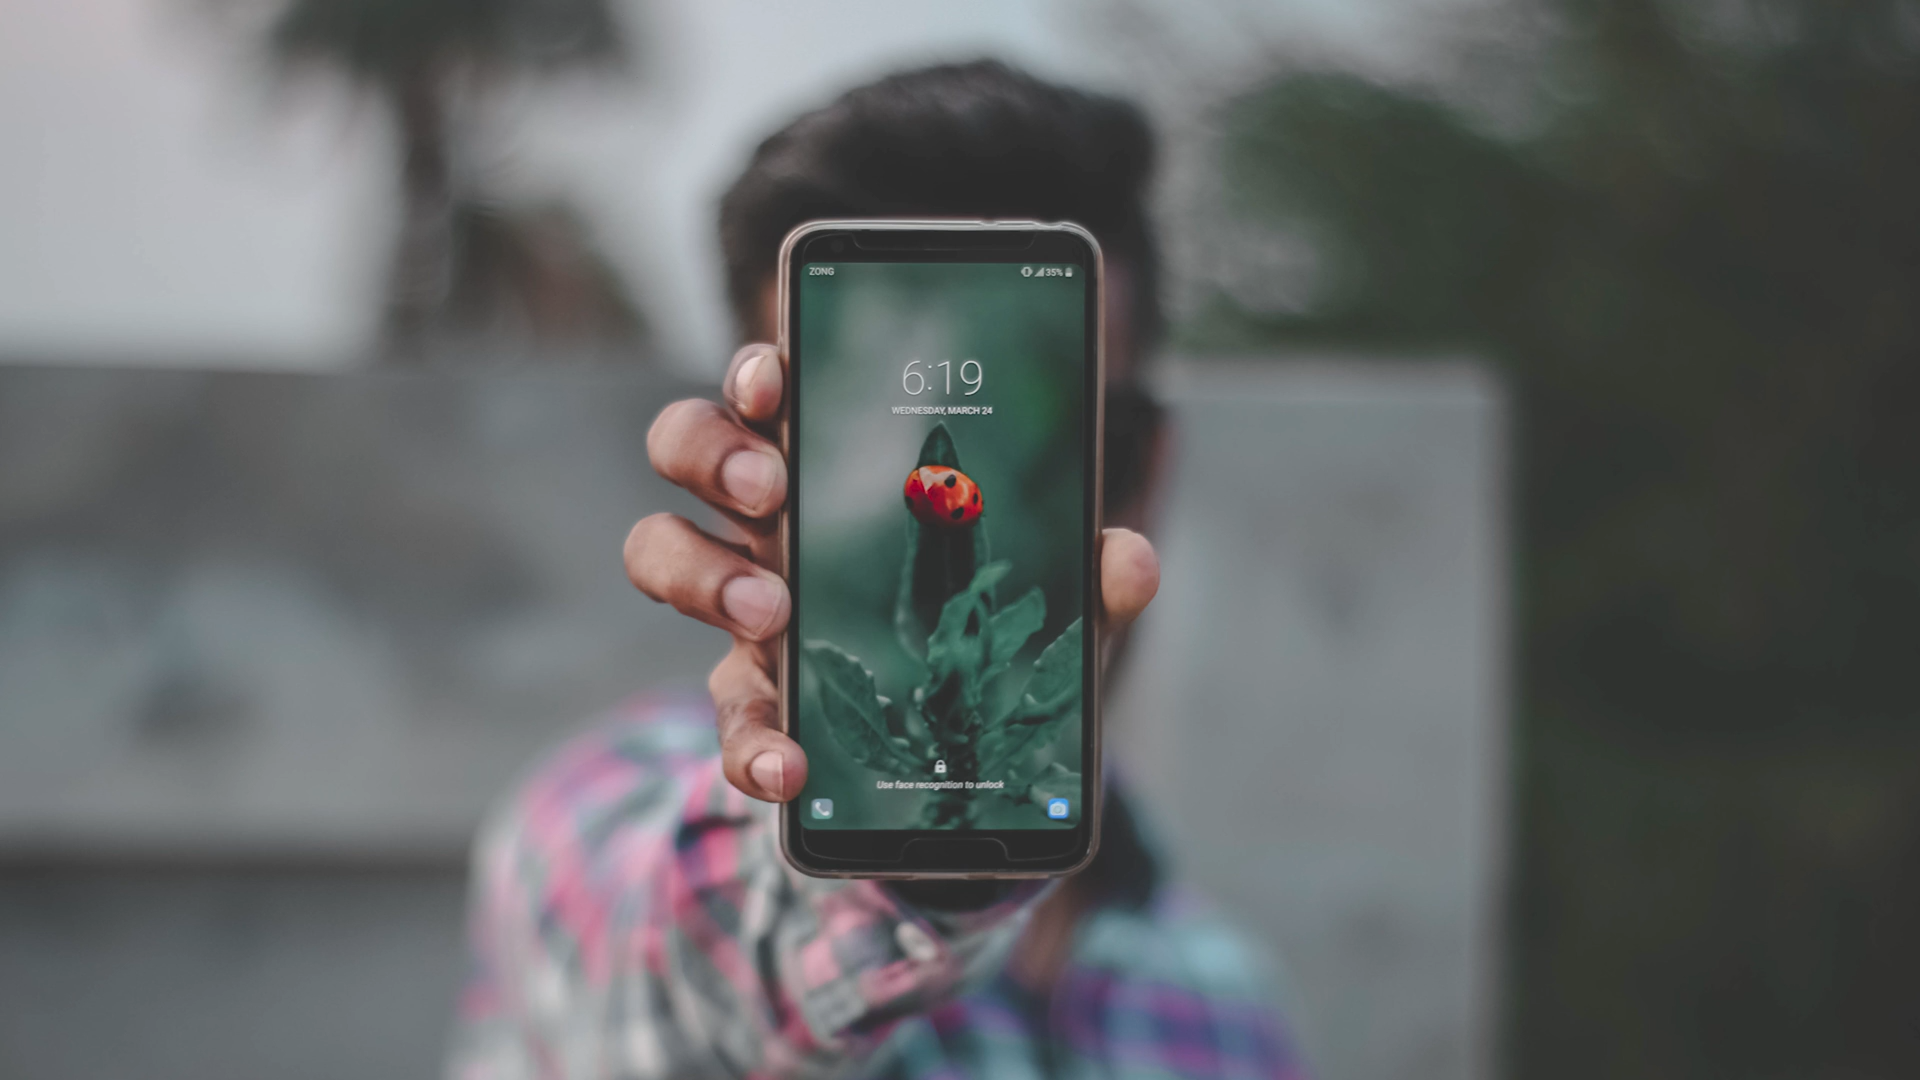 ZONG 35%
6:19
WEDNESDAY, MARCH 24
Use face recognition to unlock